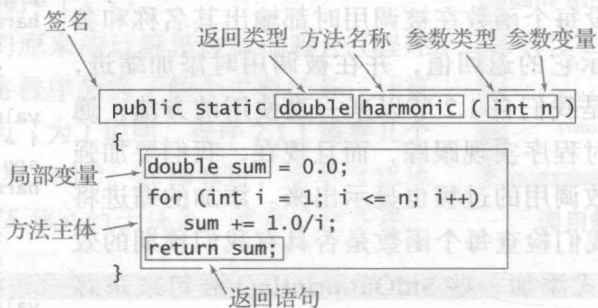 签名
返回类型 方法名称 参数类型 参数变量
public static double harmonic ( int n )
{
局部变量
double sum = 0.0;
for (int i = 1; i <= n; i++)
方法主体
sum += 1.0/i;
return sum;
}
返回语句